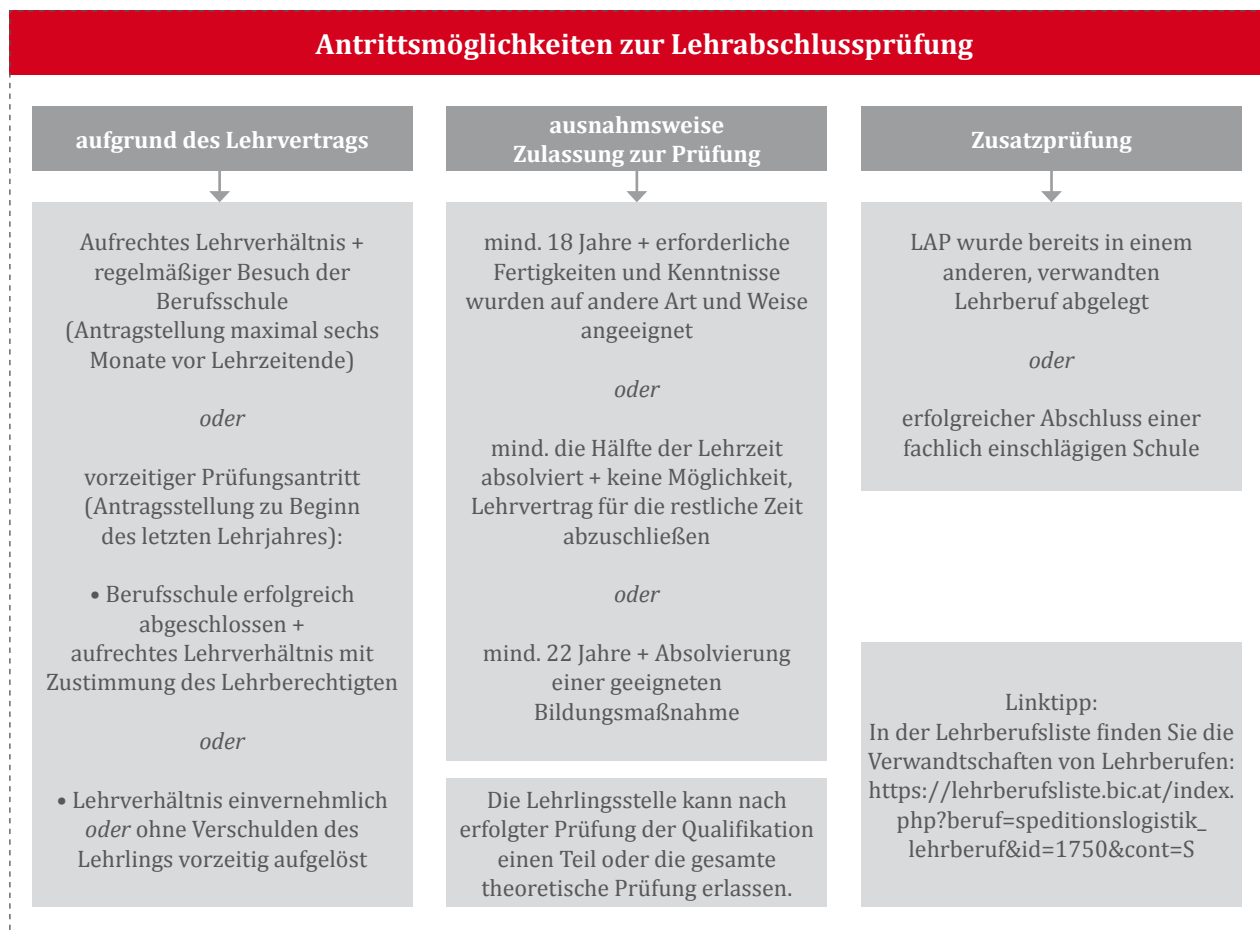 Antrittsmöglichkeiten zur Lehrabschlussprüfung
aufgrund des Lehrvertrags
Aufrechtes Lehrverhältnis +
regelmäßiger Besuch der
Berufsschule
(Antragstellung maximal sechs
Monate vor Lehrzeitende)
oder
vorzeitiger Prüfungsantritt
(Antragsstellung zu Beginn
des letzten Lehrjahres):
• Berufsschule erfolgreich
abgeschlossen +
aufrechtes Lehrverhältnis mit
Zustimmung des Lehrberechtigten
oder
• Lehrverhältnis einvernehmlich
oder ohne Verschulden des
Lehrlings vorzeitig aufgelöst
ausnahmsweise
Zulassung zur Prüfung
mind. 18 Jahre + erforderliche
Fertigkeiten und Kenntnisse
wurden auf andere Art und Weise
angeeignet
oder
mind. die Hälfte der Lehrzeit
absolviert + keine Möglichkeit,
Lehrvertrag für die restliche Zeit
abzuschließen
oder
mind. 22 Jahre + Absolvierung
einer geeigneten
Bildungsmaßnahme
Die Lehrlingsstelle kann nach
erfolgter Prüfung der Qualifikation
einen Teil oder die gesamte
theoretische Prüfung erlassen.
Zusatzprüfung
LAP wurde bereits in einem
anderen, verwandten
Lehrberuf abgelegt
oder
erfolgreicher Abschluss einer
fachlich einschlägigen Schule
Linktipp:
In der Lehrberufsliste finden Sie die
Verwandtschaften von Lehrberufen:
https://lehrberufsliste.bic.at/index.
php?beruf=speditionslogistik_
lehrberuf&id=1750&cont=S